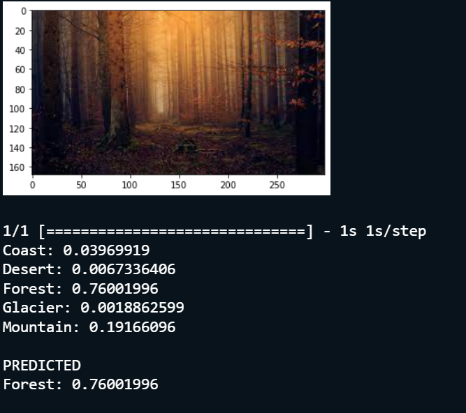 0
20
40
60
80
100
120
140
160
0 50 100 150 200 250
1/1 [==============================] - 1s 1s/step
Coast: 0.03969919
Desert: 0.0067336406
Forest: 0.76001996
Glacier: 0.0018862599
Mountain: 0.19166096
PREDICTED
Forest: 0.76001996